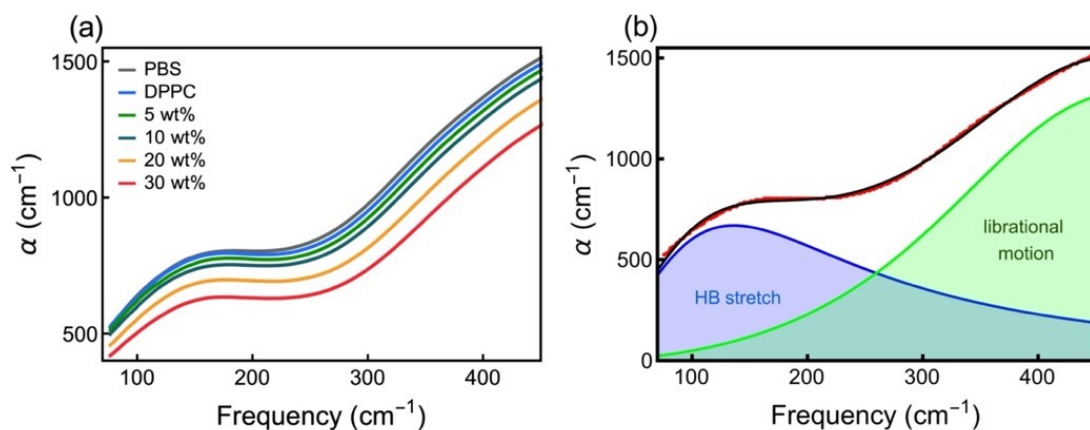 (a)
1500
PBS
DPPC
5 wt%
10 wt%
20 wt%
30 wt%
1000
500
α (cm⁻¹)
100
200
300
400
Frequency (cm⁻¹)
(b)
1500
1000
500
0
α (cm⁻¹)
librational
motion
HB stretch
100
200
300
400
Frequency (cm⁻¹)